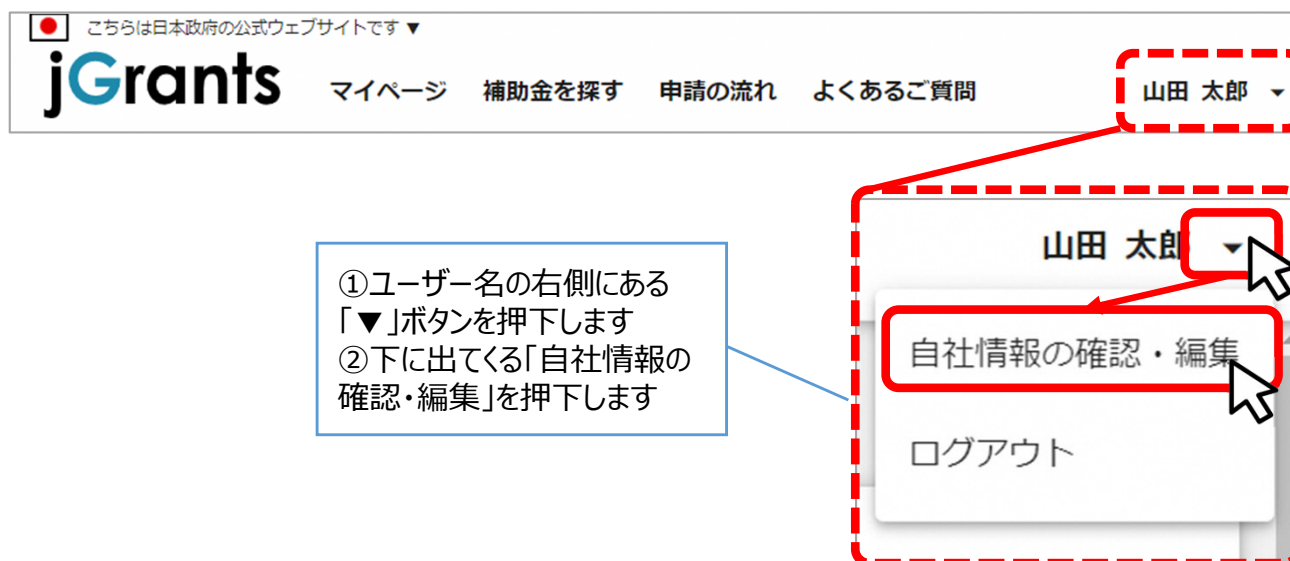 こちらは日本政府の公式ウェブサイトです ▼
jGrants マイページ 補助金を探す 申請の流れ よくあるご質問 山田 太郎
山田 太郎
①ユーザー名の右側にある
「▼」ボタンを押下します
②下に出てくる「自社情報の
確認・編集」を押下します
自社情報の確認・編集
ログアウト